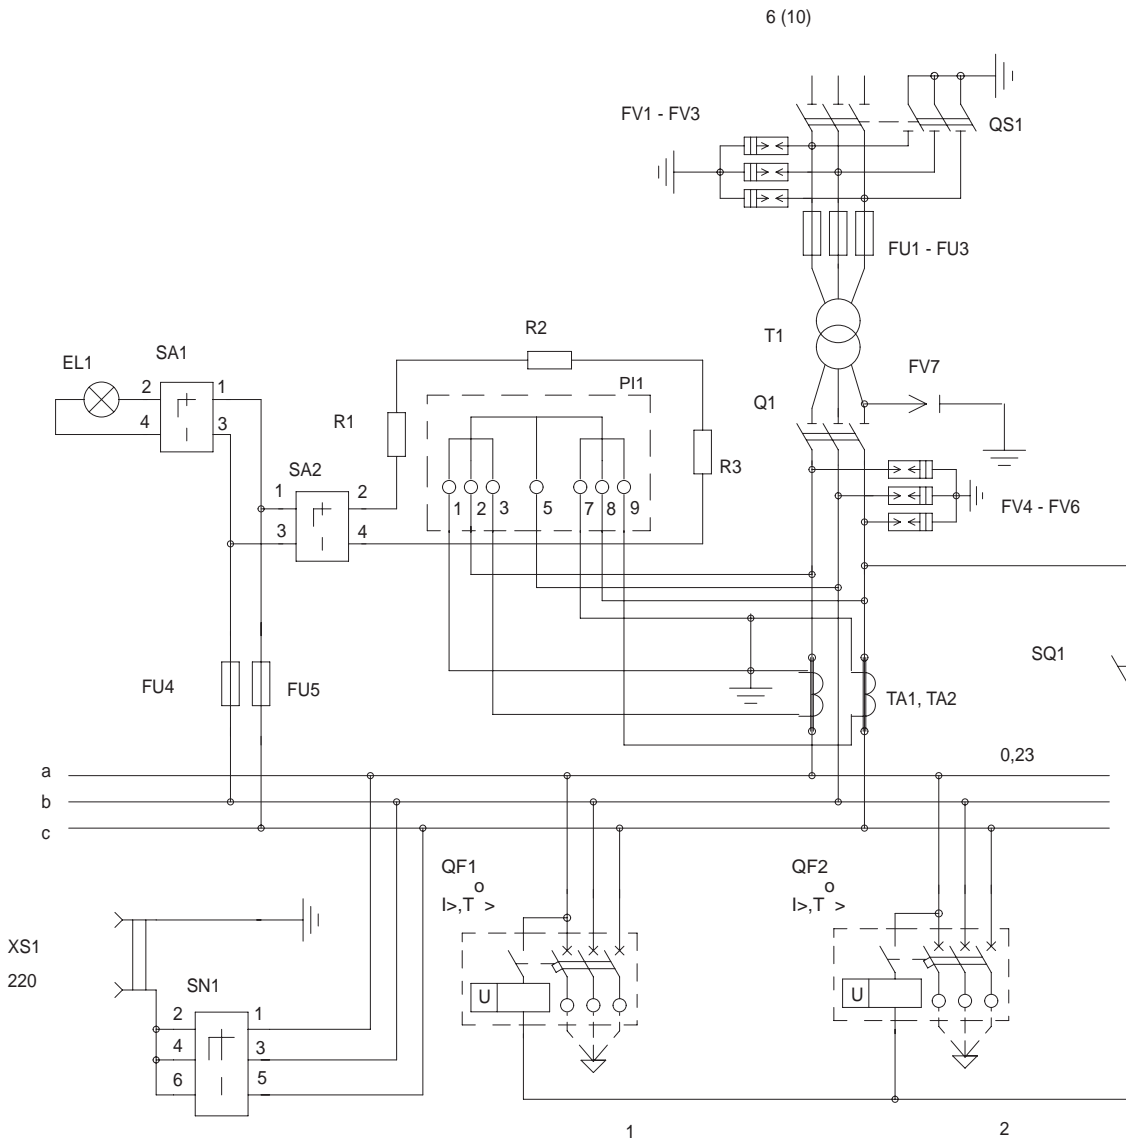 6 (10)
FV1 - FV3
QS1
FU1 - FU3
R2
T1
SA1
EL1
2
1
FV7
PI1
Q1
4
3
R1
R3
SA2
1
2
1
2
3
5
7
8
9
FV4 - FV6
3
4
SQ1
FU4
FU5
TA1, TA2
0,23
a
b
c
QF1
QF2
I>,T° >
I>,T° >
XS1
220
SN1
U
U
2
1
4
3
6
5
1
2